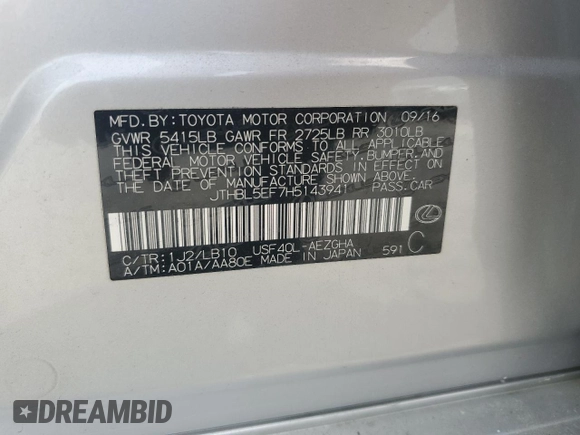 MFD. BY: TOYOTA MOTOR CORPORATION 09/16
GVWR 5415LB GAWR FR 2725LB RR 3010LB
THIS VEHICLE CONFORMS TO ALL APPLICABLE
FEDERAL MOTOR VEHICLE SAFETY, BUMPER, AND
THEFT PREVENTION STANDARDS IN EFFECT ON
THE DATE OF MANUFACTURE SHOWN ABOVE.
JTHBL5EF7H5143941 PASS.CAR
C/TR: 1J2/LB10 USF40L-AEZGHA
A/TM: A01A/AA80E MADE IN JAPAN 591 C
DREAMBID